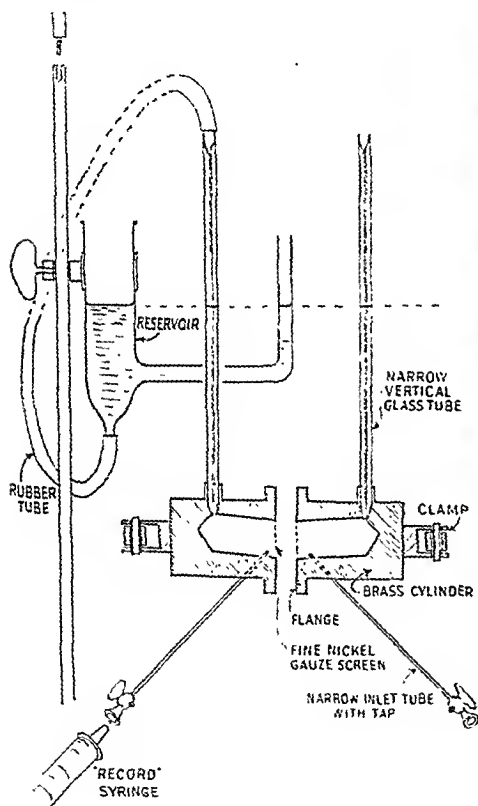 RESERVOIR
NARROW
VERTICAL
GLASS TUBE
RUBBER
TUBE
CLAMP
BRASS CYLINDER
FLANGE
FINE NICKEL
GAUZE SCREEN
NARROW INLET TUBE
WITH TAP
"RECORD"
SYRINGE